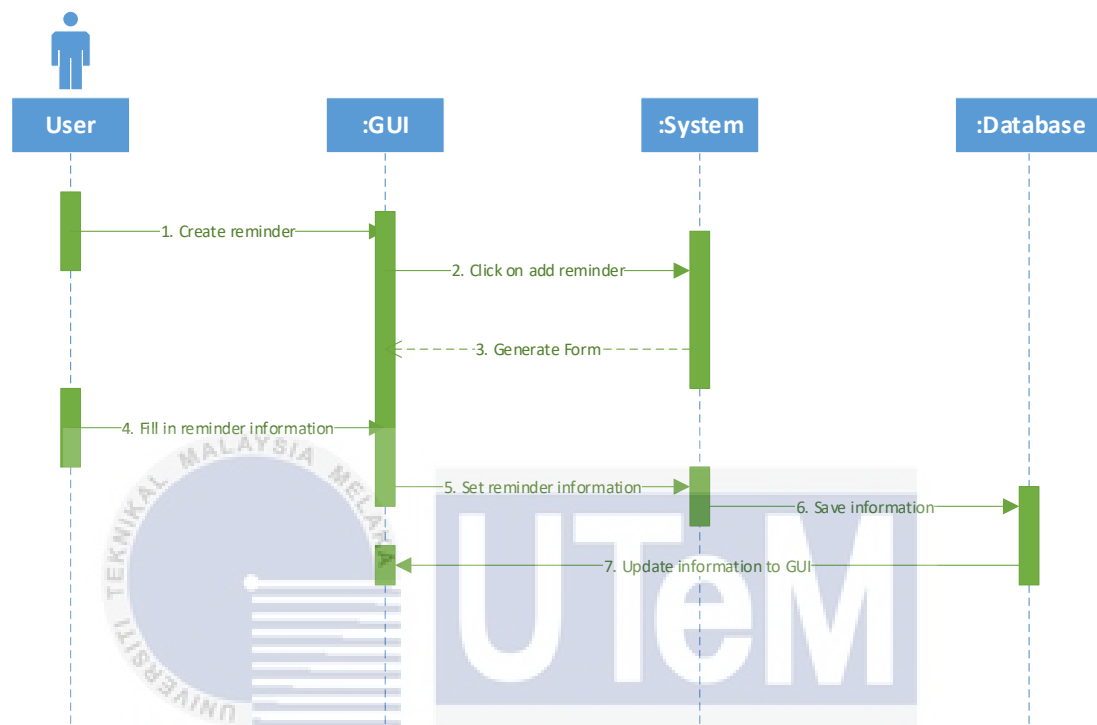 User
:GUI
:System
:Database
1. Create reminder
2. Click on add reminder
3. Generate Form
4. Fill in reminder information
5. Set reminder information
6. Save information
7. Update information to GUI
UNIVERSITI TEKNIKAL MALAYSIA MELAKA
UTeM